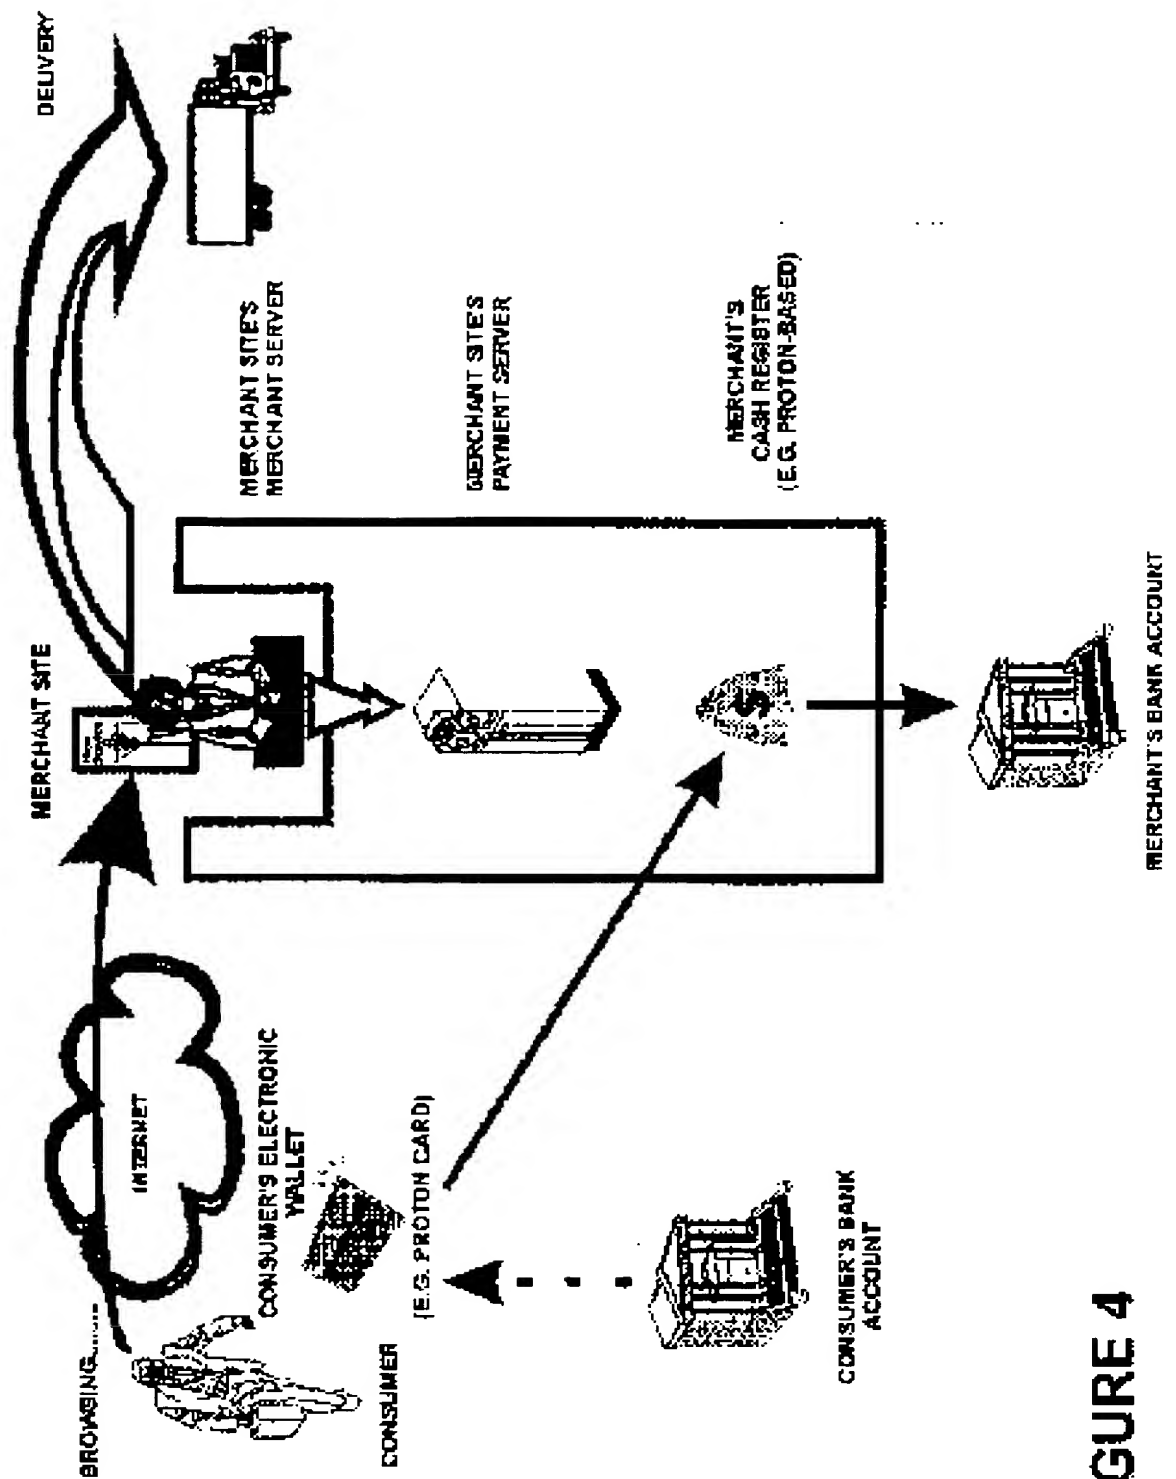 BROWSING........
INTERNET
MERCHANT SITE
DELIVERY
CONSUMER
CONSUMER'S ELECTRONIC
WALLET
(E.G. PROTON CARD)
MERCHANT SITE'S
MERCHANT SERVER
MERCHANT SITE'S
PAYMENT SERVER
MERCHANT'S
CASH REGISTER
(E.G. PROTON-BASED)
$
CONSUMER'S BANK
ACCOUNT
MERCHANT'S BANK ACCOUNT
GURE 4